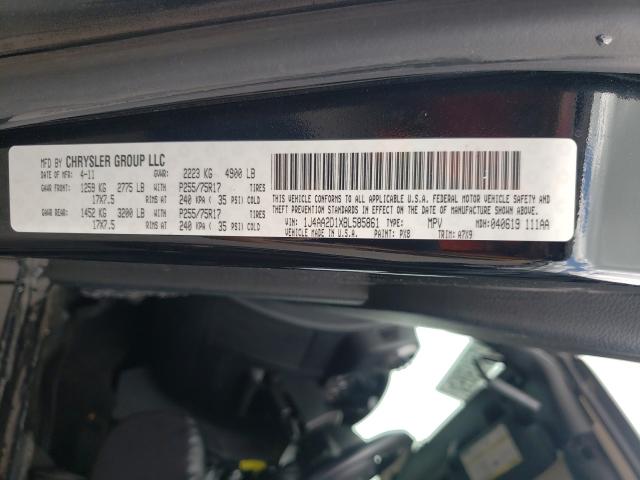 MFD BY CHRYSLER GROUP LLC
DATE OF MFR: 4-11 GVWR: 2223 KG 4900 LB
GAWR FRONT: 1259 KG 2775 LB WITH P255/75R17 TIRES
17X7.5 RIMS AT 240 KPA ( 35 PSI) COLD
GAWR REAR: 1452 KG 3200 LB WITH P255/75R17 TIRES
17X7.5 RIMS AT 240 KPA ( 35 PSI) COLD
THIS VEHICLE CONFORMS TO ALL APPLICABLE U.S.A. FEDERAL MOTOR VEHICLE SAFETY AND
THEFT PREVENTION STANDARDS IN EFFECT ON THE DATE OF MANUFACTURE SHOWN ABOVE.
VIN: 1J4AA2D1XBL585861 TYPE: MPV MDH: 040619 111AA
VEHICLE MADE IN U.S.A. PAINT: PX8 TRIM: A7X9